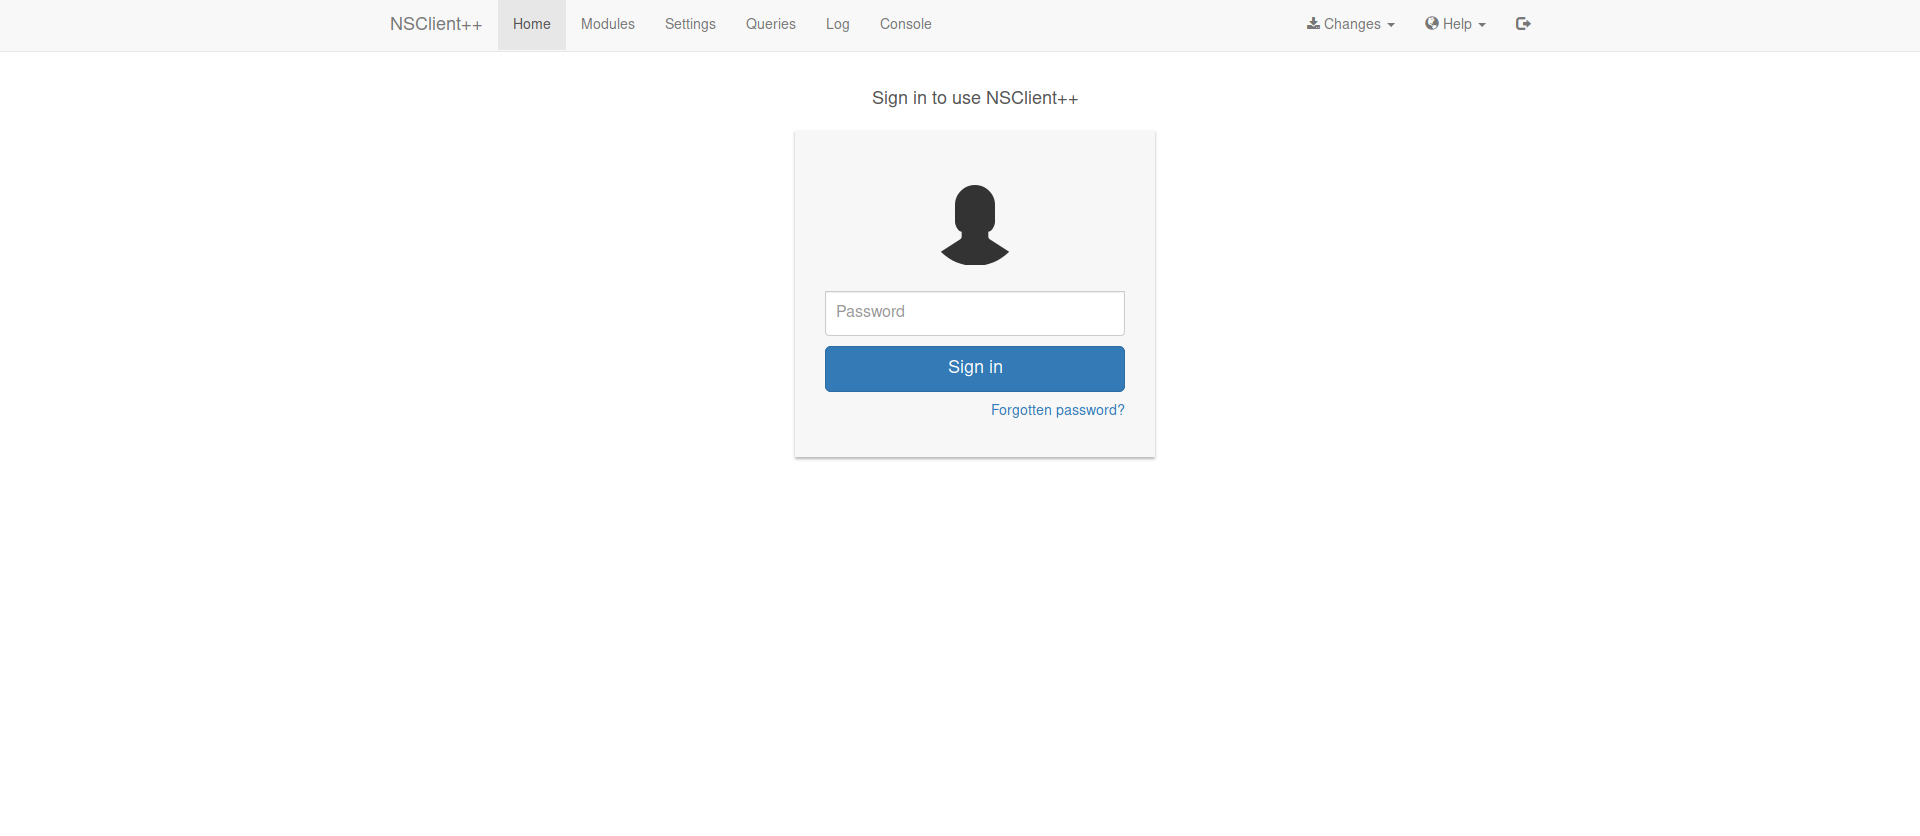 NSClient++ Home Modules Settings Queries Log Console Changes Help
Sign in to use NSClient++
Password
Sign in
Forgotten password?